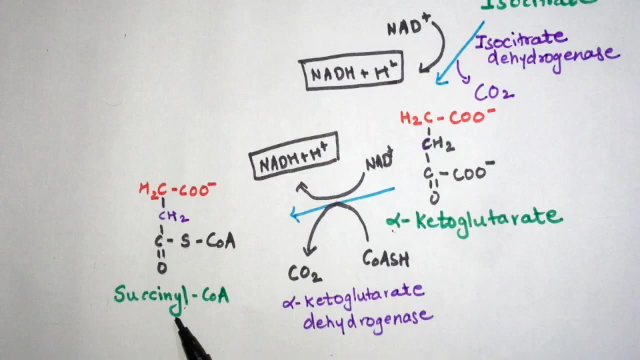 Isocitrate
NAD+
Isocitrate
dehydrogenase
NADH + H+
CO2
H2C - COO-
CH2
C - COO-
O
α-Ketoglutarate
NADH + H+
NAD+
CO2
CoASH
α-ketoglutarate
dehydrogenase
H2C - COO-
CH2
C - S - CoA
O
Succinyl-CoA